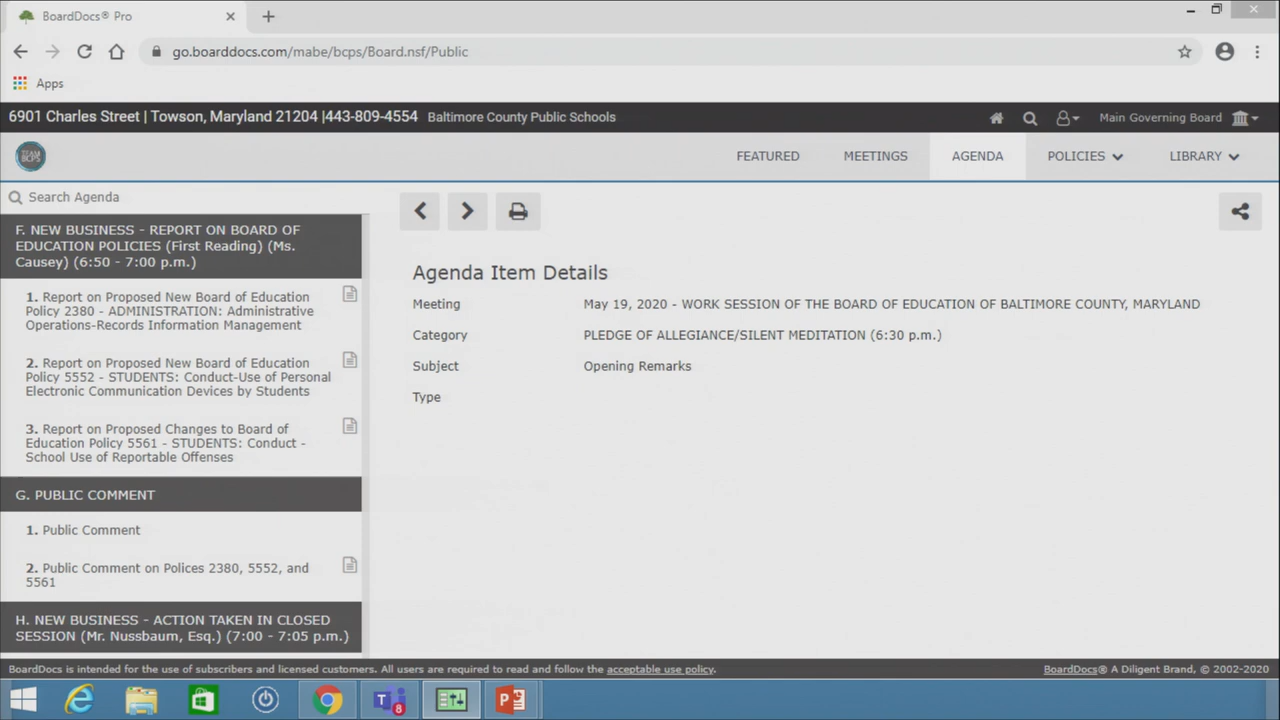 BoardDocs® Pro
go.boarddocs.com/mabe/bcps/Board.nsf/Public
Apps
6901 Charles Street | Towson, Maryland 21204 |443-809-4554 Baltimore County Public Schools
Main Governing Board
TEAM
BCPS
FEATURED
MEETINGS
AGENDA
POLICIES
LIBRARY
Search Agenda
F. NEW BUSINESS - REPORT ON BOARD OF
EDUCATION POLICIES (First Reading) (Ms.
Causey) (6:50 - 7:00 p.m.)
1. Report on Proposed New Board of Education
Policy 2380 - ADMINISTRATION: Administrative
Operations-Records Information Management
2. Report on Proposed New Board of Education
Policy 5552 - STUDENTS: Conduct-Use of Personal
Electronic Communication Devices by Students
3. Report on Proposed Changes to Board of
Education Policy 5561 - STUDENTS: Conduct -
School Use of Reportable Offenses
G. PUBLIC COMMENT
1. Public Comment
2. Public Comment on Polices 2380, 5552, and
5561
H. NEW BUSINESS - ACTION TAKEN IN CLOSED
SESSION (Mr. Nussbaum, Esq.) (7:00 - 7:05 p.m.)
Agenda Item Details
Meeting May 19, 2020 - WORK SESSION OF THE BOARD OF EDUCATION OF BALTIMORE COUNTY, MARYLAND
Category PLEDGE OF ALLEGIANCE/SILENT MEDITATION (6:30 p.m.)
Subject Opening Remarks
Type
BoardDocs is intended for the use of subscribers and licensed customers. All users are required to read and follow the acceptable use policy.
BoardDocs® A Diligent Brand, © 2002-2020
8